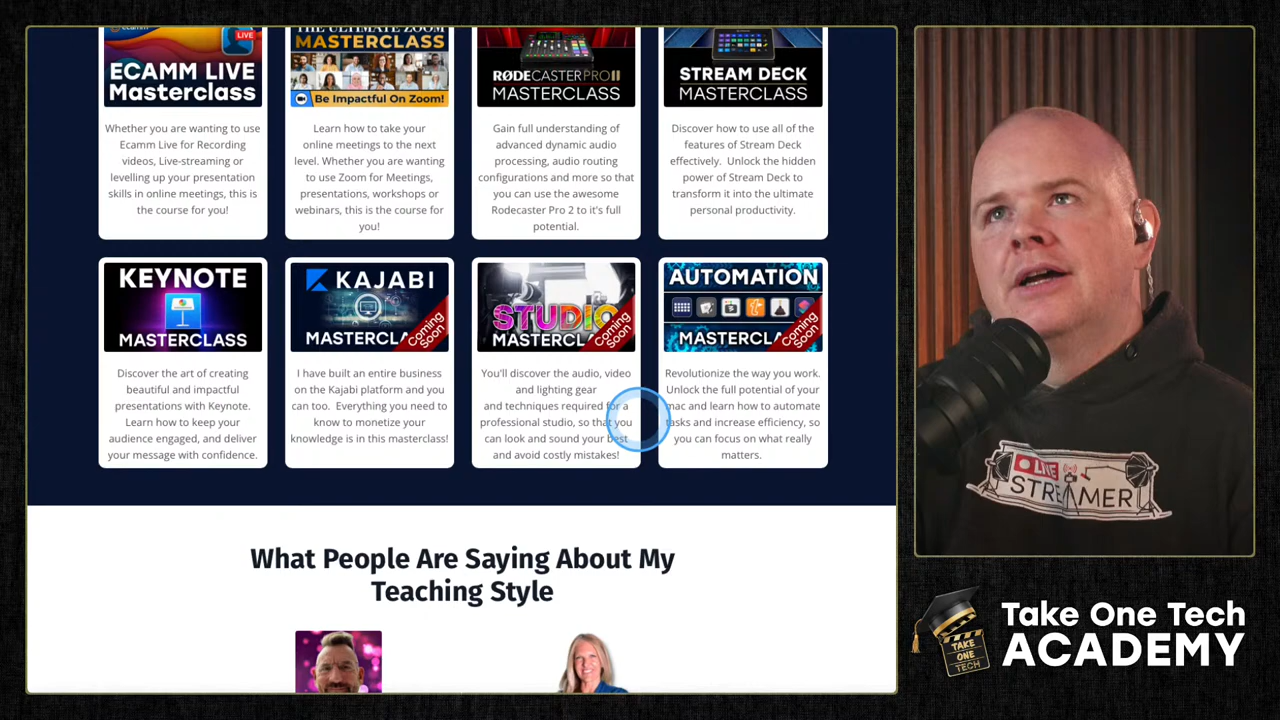 ecamm
LIVE
ECAMM LIVE
Masterclass
Whether you are wanting to use
Ecamm Live for Recording
videos, Live-streaming or
levelling up your presentation
skills in online meetings, this is
the course for you!
THE ULTIMATE ZOOM
MASTERCLASS
Be Impactful On Zoom!
Learn how to take your
online meetings to the next
level. Whether you are wanting
to use Zoom for Meetings,
presentations, workshops or
webinars, this is the course for
you!
RØDECASTER PRO II
MASTERCLASS
Gain full understanding of
advanced dynamic audio
processing, audio routing
configurations and more so that
you can use the awesome
Rodecaster Pro 2 to it's full
potential.
STREAM DECK
MASTERCLASS
Discover how to use all of the
features of Stream Deck
effectively. Unlock the hidden
power of Stream Deck to
transform it into the ultimate
personal productivity.
KEYNOTE
MASTERCLASS
Discover the art of creating
beautiful and impactful
presentations with Keynote.
Learn how to keep your
audience engaged, and deliver
your message with confidence.
KAJABI
MASTERCLA
Coming
Soon
I have built an entire business
on the Kajabi platform and you
can too. Everything you need to
know to monetize your
knowledge is in this masterclass!
STUDIO
MASTERCL
Coming
Soon
You'll discover the audio, video
and lighting gear
and techniques required for a
professional studio, so that you
can look and sound your best
and avoid costly mistakes!
AUTOMATION
MASTERCLA
Coming
Soon
Revolutionize the way you work.
Unlock the full potential of your
mac and learn how to automate
tasks and increase efficiency, so
you can focus on what really
matters.
What People Are Saying About My
Teaching Style
LIVE
STREAMER
TAKE
ONE
TECH
Take One Tech
ACADEMY